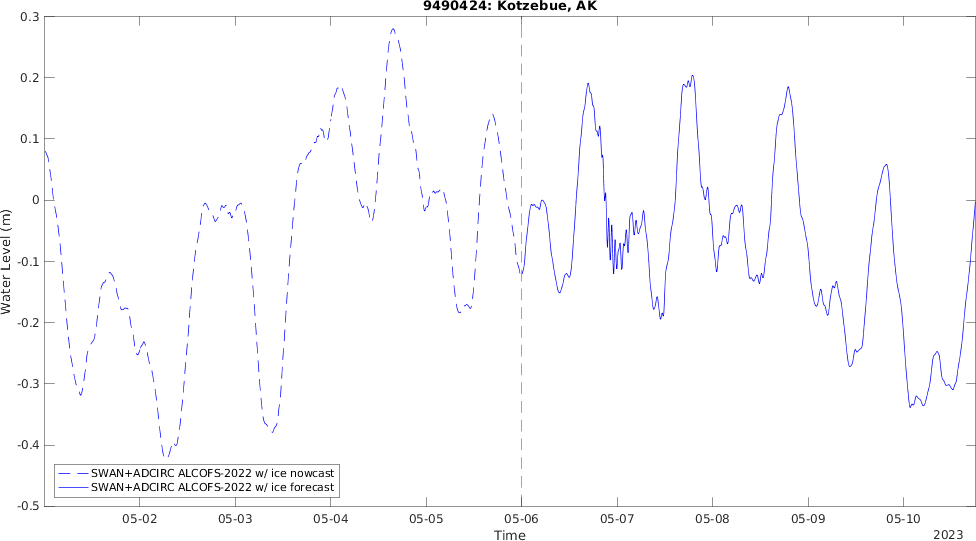 9490424: Kotzebue, AK
0.3
0.2
0.1
0
-0.1
-0.2
-0.3
-0.4
-0.5
Water Level (m)
SWAN+ADCIRC ALCOFS-2022 w/ ice nowcast
SWAN+ADCIRC ALCOFS-2022 w/ ice forecast
05-02 05-03 05-04 05-05 05-06 05-07 05-08 05-09 05-10
Time
2023